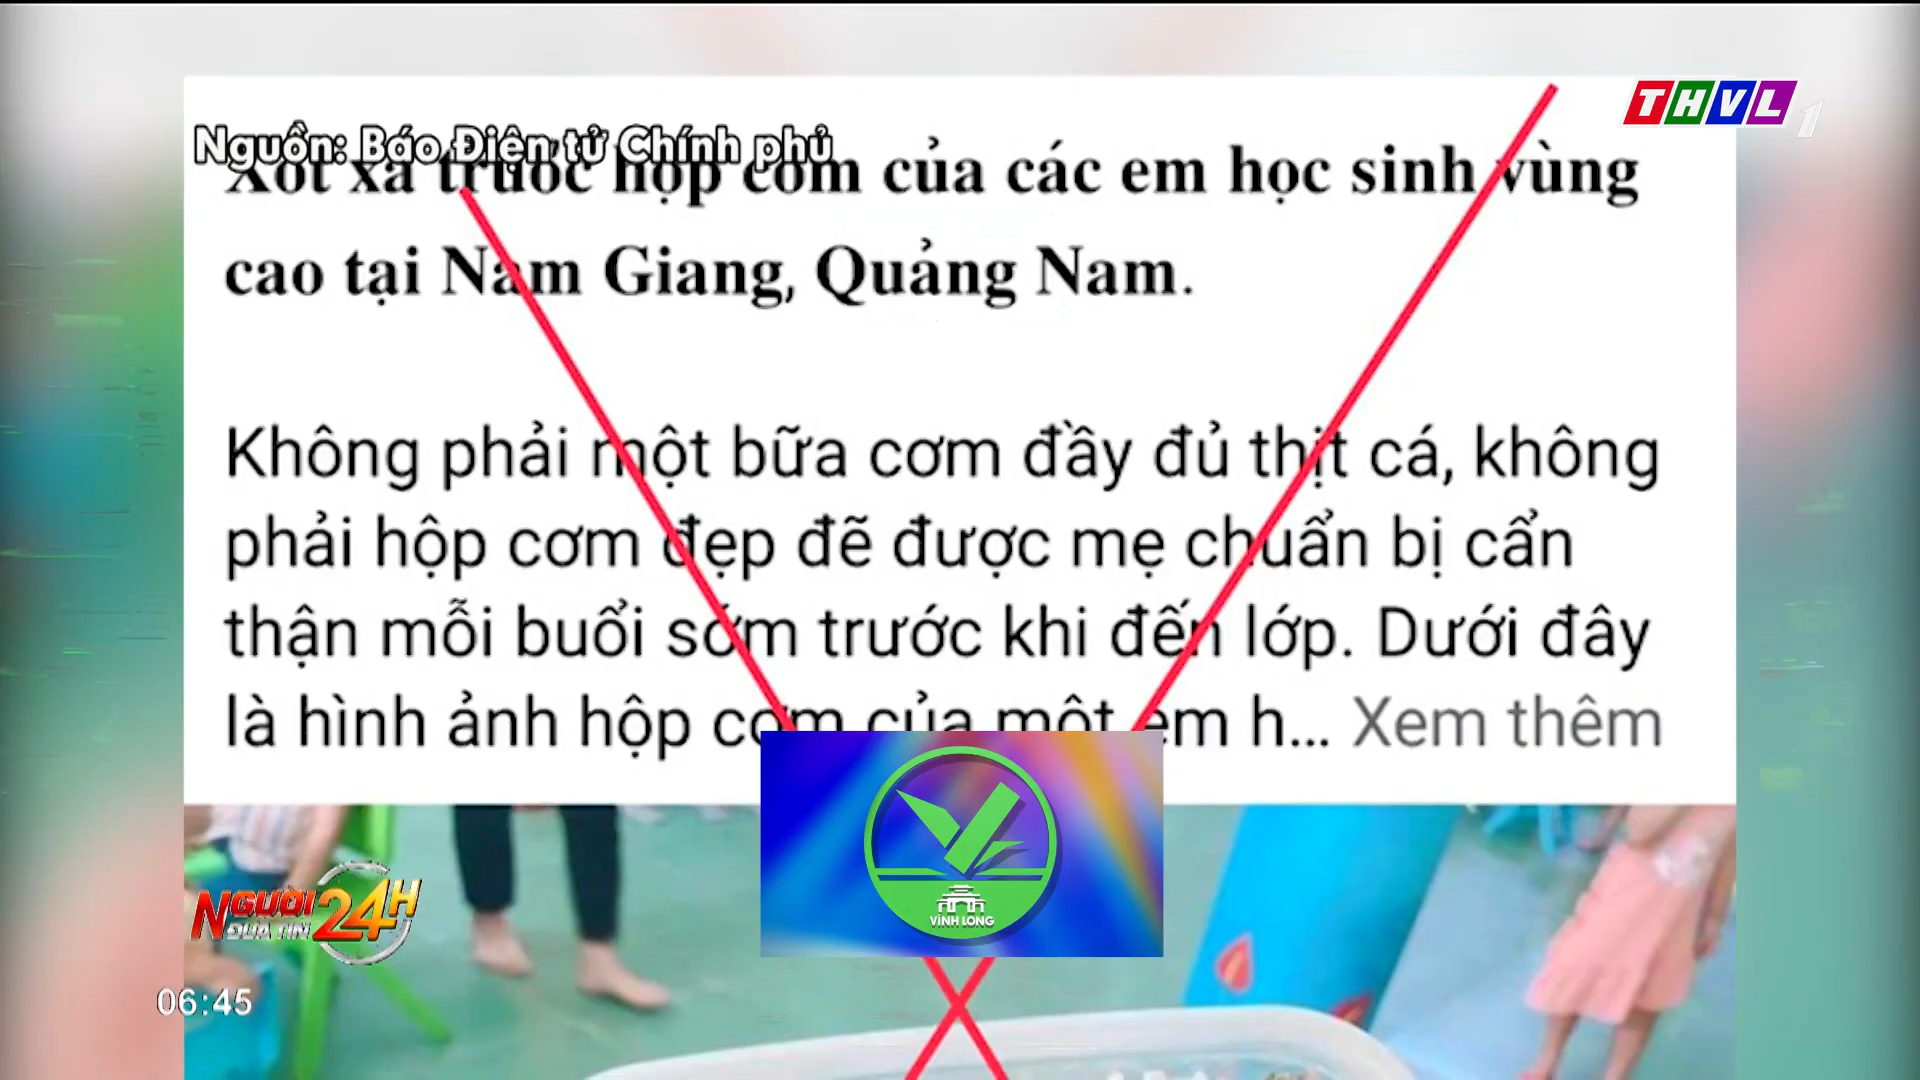 THVL 1
Nguồn: Báo Điện tử Chính phủ
Xót xa trước hộp cơm của các em học sinh vùng
cao tại Nam Giang, Quảng Nam.
Không phải một bữa cơm đầy đủ thịt cá, không
phải hộp cơm đẹp đẽ được mẹ chuẩn bị cẩn
thận mỗi buổi sớm trước khi đến lớp. Dưới đây
là hình ảnh hộp cơm của một em h... Xem thêm
VĨNH LONG
NGƯỜI
ĐƯA TIN 24H
06:45